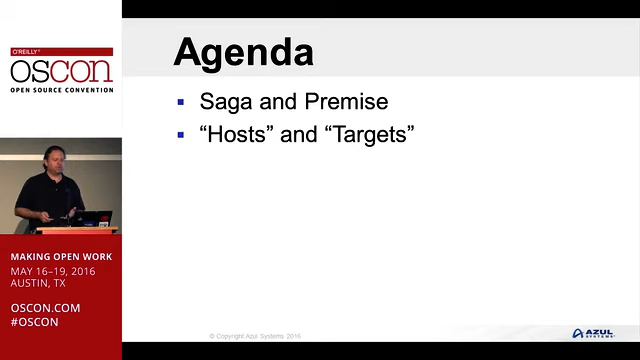 O'REILLY
OSCON
OPEN SOURCE CONVENTION
MAKING OPEN WORK
MAY 16–19, 2016
AUSTIN, TX
OSCON.COM
#OSCON
Agenda
Saga and Premise
“Hosts” and “Targets”
© Copyright Azul Systems 2016
AZUL
SYSTEMS